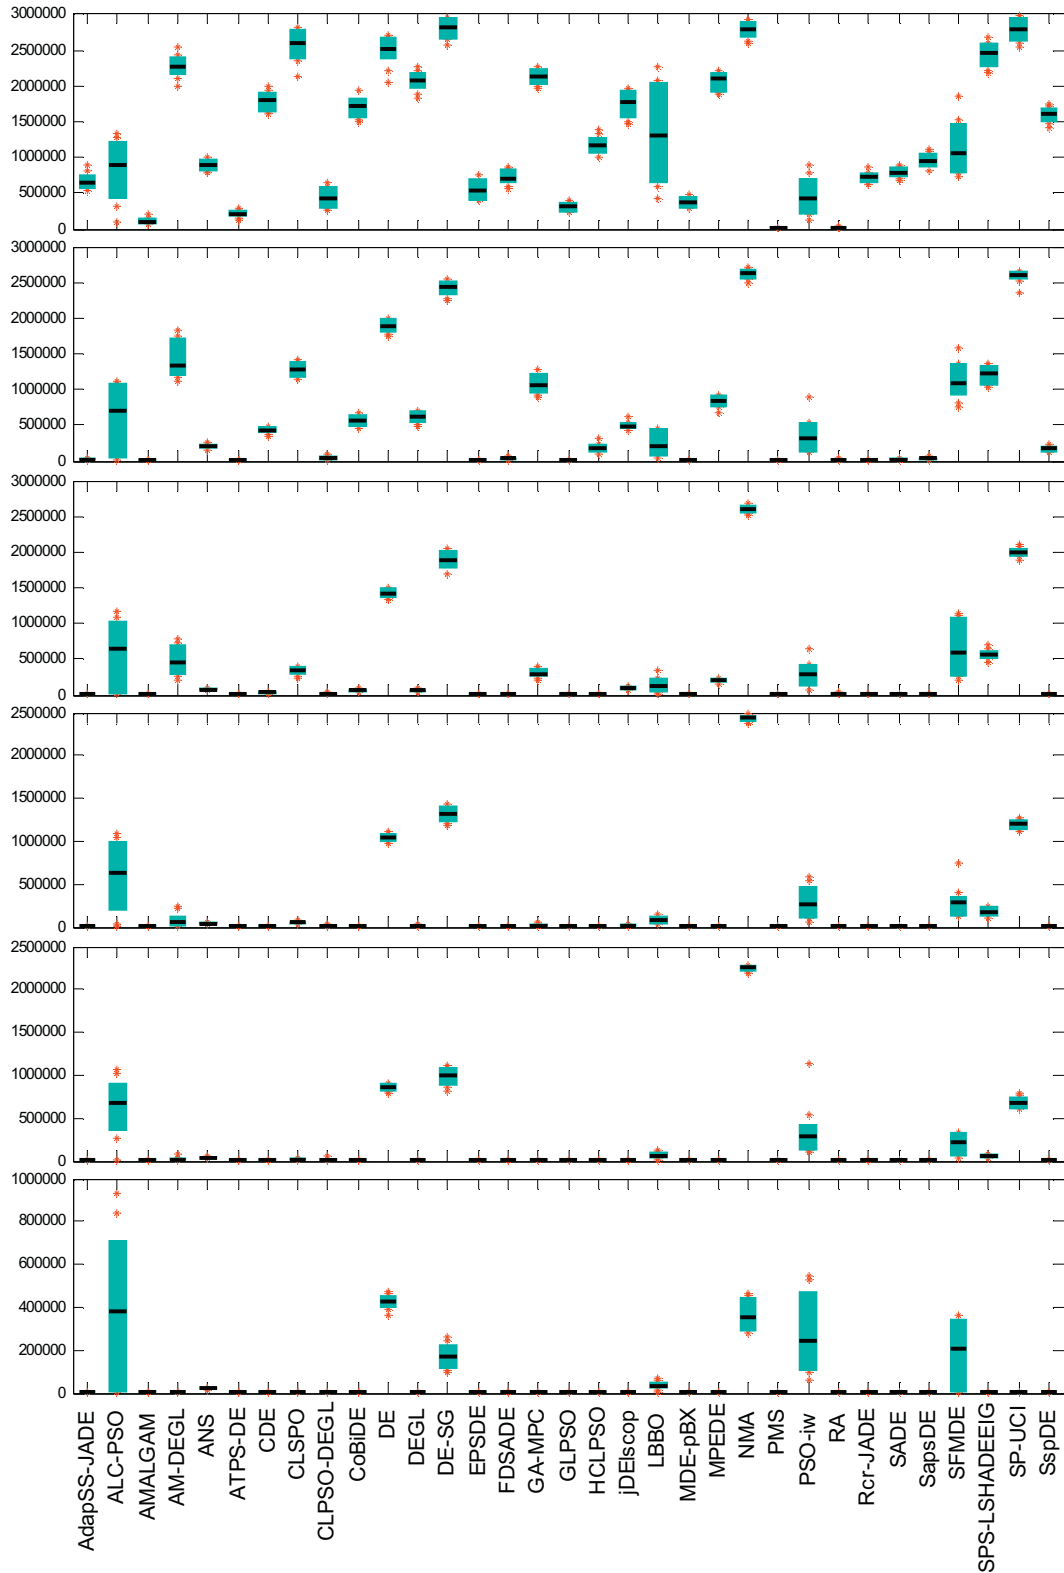 3000000
2500000
2000000
1500000
1000000
500000
0
3000000
2500000
2000000
1500000
1000000
500000
0
3000000
2500000
2000000
1500000
1000000
500000
0
2500000
2000000
1500000
1000000
500000
0
2500000
2000000
1500000
1000000
500000
0
1000000
800000
600000
400000
200000
0
AdapSS-JADE
ALC-PSO
AMALGAM
AM-DEGL
ANS
ATPS-DE
CDE
CLSPO
CLPSO-DEGL
CoBiDE
DE
DEGL
DE-SG
EPSDE
FDSADE
GA-MPC
GLPSO
HCLPSO
jDElscop
LBBO
MDE-pBX
MPEDE
NMA
PMS
PSO-iw
RA
Rcr-JADE
SADE
SapsDE
SFMDE
SPS-LSHADEEIG
SP-UCI
SspDE